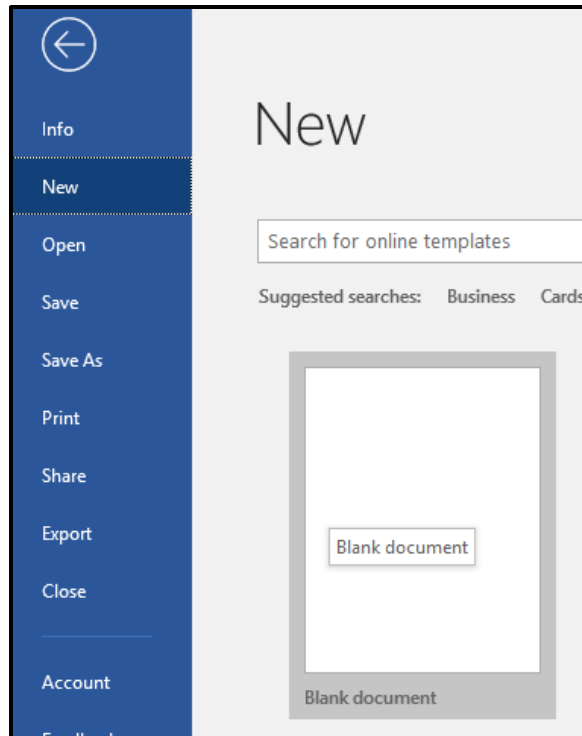 Info
New
Open
Save
Save As
Print
Share
Export
Close
Account
New
Search for online templates
Suggested searches: Business Cards
Blank document
Blank document